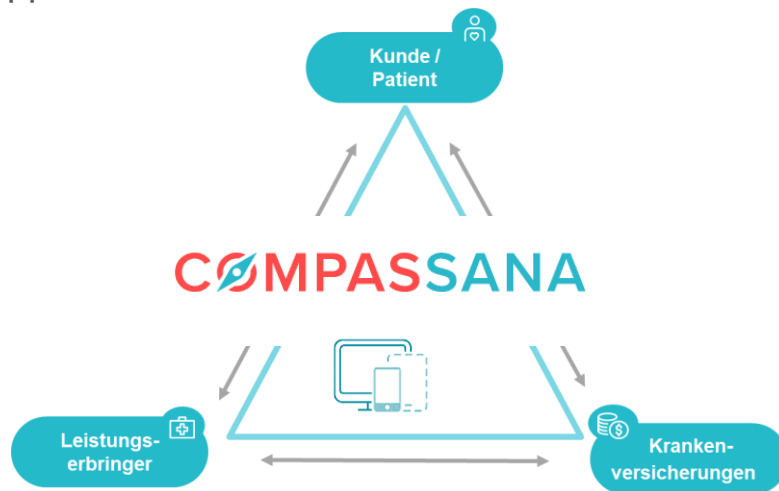 Kunde /
Patient
COMPASSANA
Leistungs-
erbringer
Kranken-
versicherungen